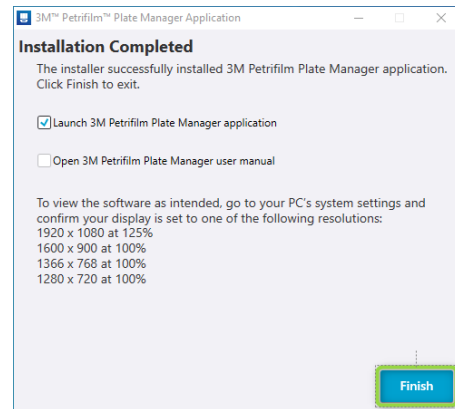 3M™ Petrifilm™ Plate Manager Application
Installation Completed
The installer successfully installed 3M Petrifilm Plate Manager application.
Click Finish to exit.
Launch 3M Petrifilm Plate Manager application
Open 3M Petrifilm Plate Manager user manual
To view the software as intended, go to your PC's system settings and
confirm your display is set to one of the following resolutions:
1920 x 1080 at 125%
1600 x 900 at 100%
1366 x 768 at 100%
1280 x 720 at 100%
Finish